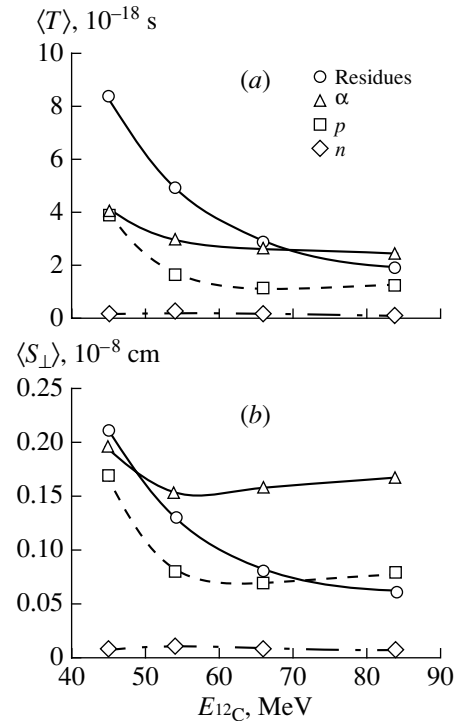 ⟨T⟩, 10⁻¹⁸ s
10
(a)
Residues
α
8
p
n
6
4
2
0
⟨S⊥⟩, 10⁻⁸ cm
0.25
(b)
0.20
0.15
0.10
0.05
0
40 50 60 70 80 90
E12C, MeV